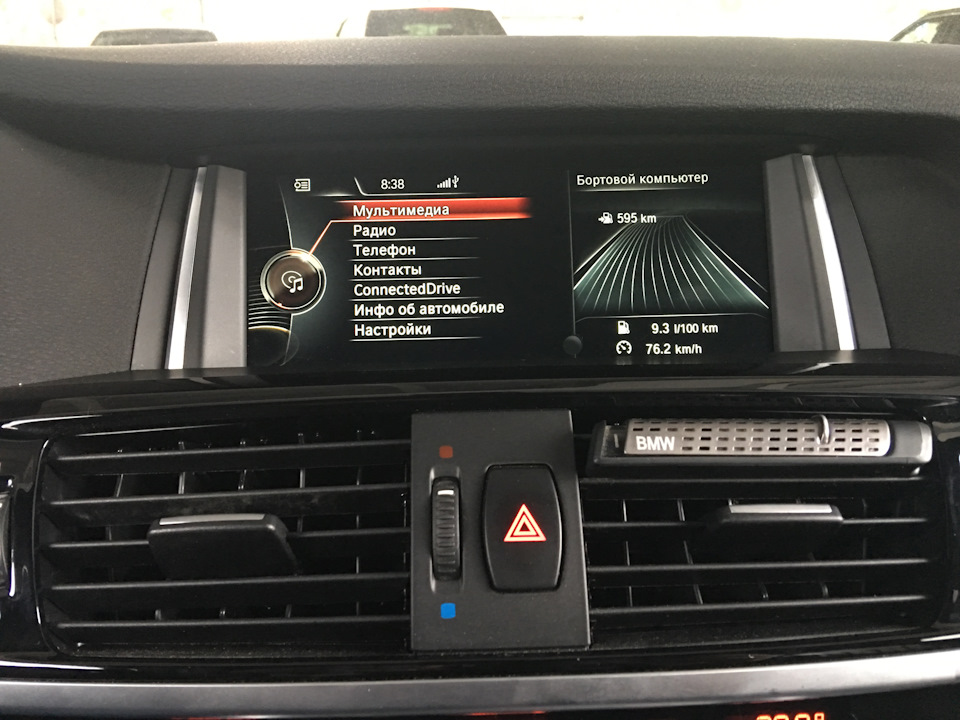 8:38
Мультимедиа
Радио
Телефон
Контакты
ConnectedDrive
Инфо об автомобиле
Настройки
Бортовой компьютер
595 km
9.3 l/100 km
76.2 km/h
BMW